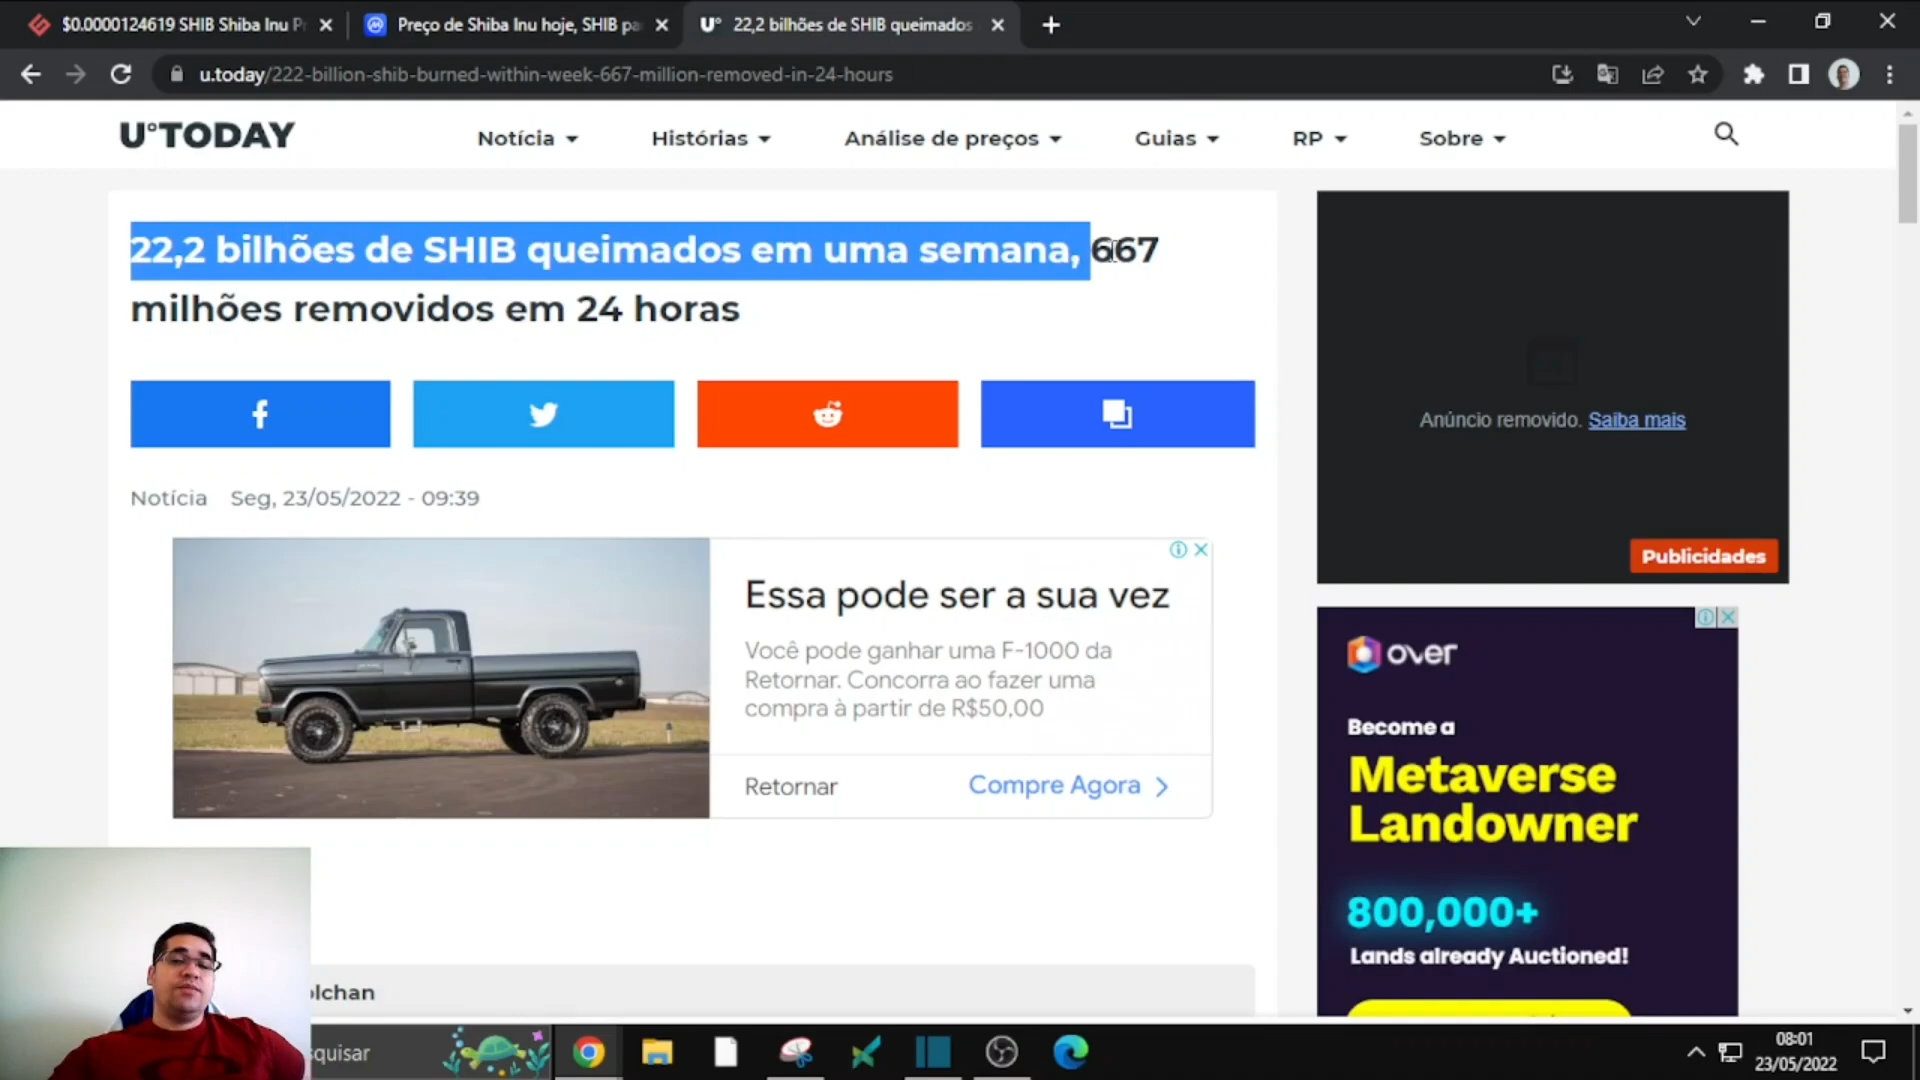 $0.0000124619 SHIB Shiba Inu P
Preço de Shiba Inu hoje, SHIB pa
U° 22,2 bilhões de SHIB queimados
u.today/222-billion-shib-burned-within-week-667-million-removed-in-24-hours
U°TODAY
Notícia
Histórias
Análise de preços
Guias
RP
Sobre
22,2 bilhões de SHIB queimados em uma semana, 667
milhões removidos em 24 horas
Notícia Seg, 23/05/2022 - 09:39
Anúncio removido. Saiba mais
Publicidades
Essa pode ser a sua vez
Você pode ganhar uma F-1000 da
Retornar. Concorra ao fazer uma
compra à partir de R$50,00
Retornar
Compre Agora
over
Become a
Metaverse
Landowner
800,000+
Lands already Auctioned!
olchan
squisar
08:01
23/05/2022